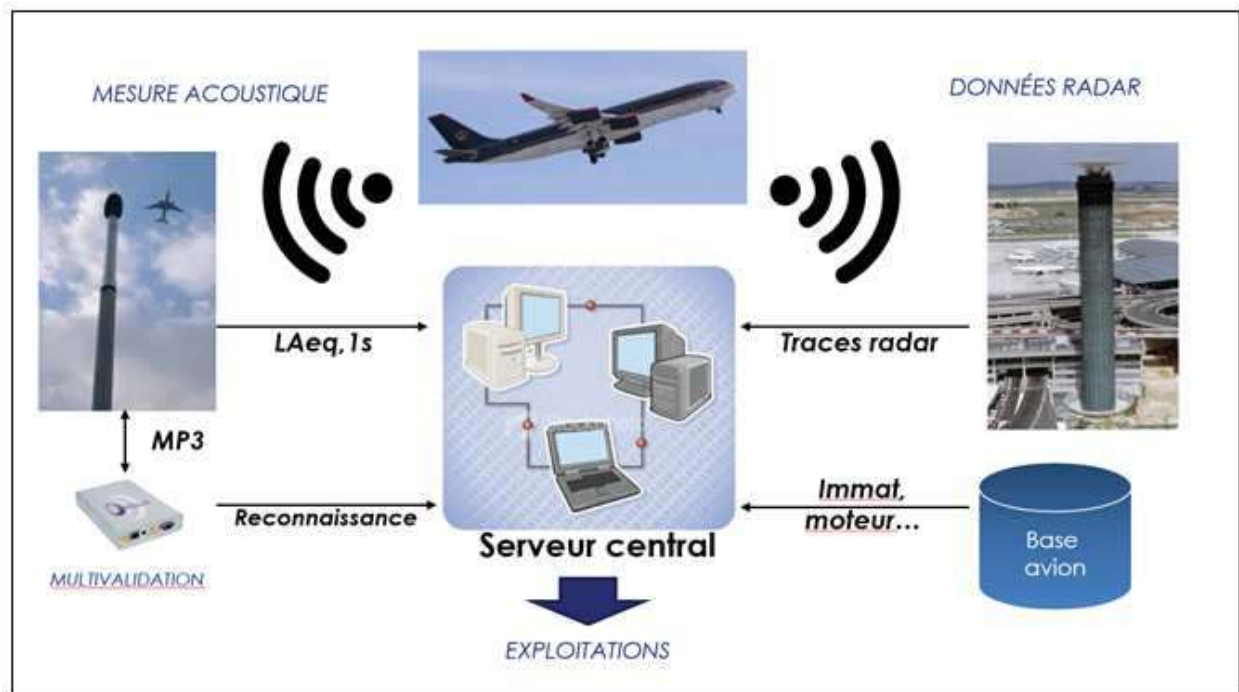 MESURE ACOUSTIQUE
DONNÉES RADAR
LAeq,1s
Traces radar
MP3
Reconnaissance
Immat,
moteur...
Serveur central
Base
avion
MULTIVALIDATION
EXPLOITATIONS